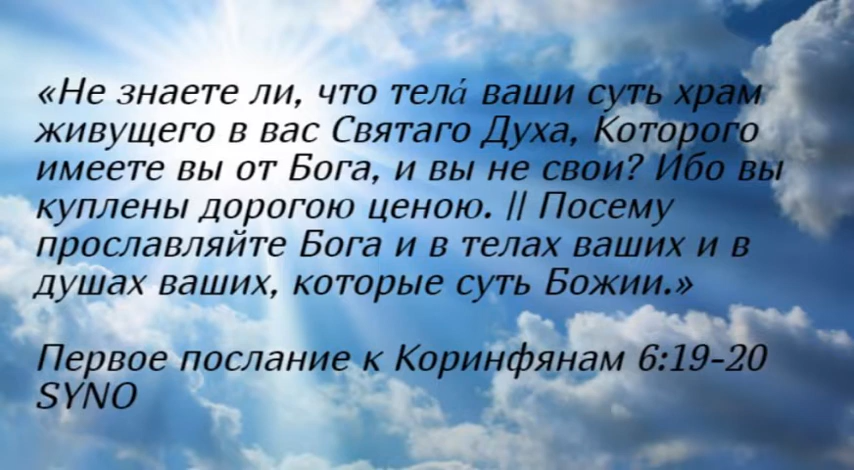 «Не знаете ли, что тела́ ваши суть храм
живущего в вас Святаго Духа, Которого
имеете вы от Бога, и вы не свои? Ибо вы
куплены дорогою ценою. || Посему
прославляйте Бога и в телах ваших и в
душах ваших, которые суть Божии.»
Первое послание к Коринфянам 6:19-20
SYNO